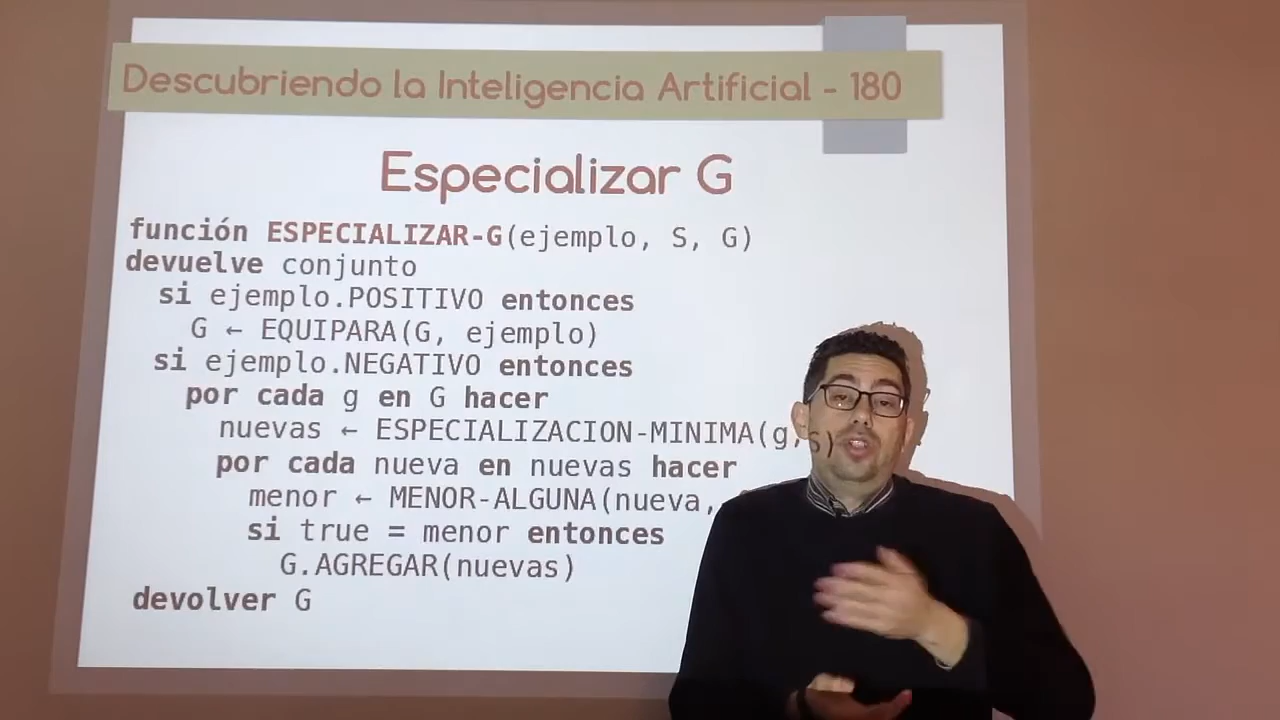 Descubriendo la Inteligencia Artificial - 180
Especializar G
función ESPECIALIZAR-G(ejemplo, S, G)
devuelve conjunto
si ejemplo.POSITIVO entonces
G ← EQUIPARA(G, ejemplo)
si ejemplo.NEGATIVO entonces
por cada g en G hacer
nuevas ← ESPECIALIZACION-MINIMA(g,S)
por cada nueva en nuevas hacer
menor ← MENOR-ALGUNA(nueva,
si true = menor entonces
G.AGREGAR(nuevas)
devolver G